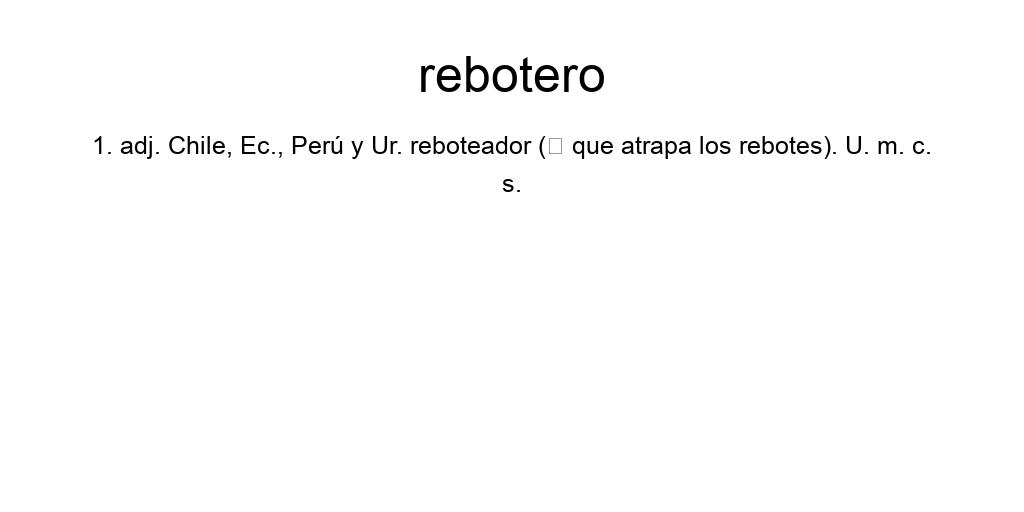 rebotero
1. adj. Chile, Ec., Perú y Ur. reboteador (□ que atrapa los rebotes). U. m. c.
s.